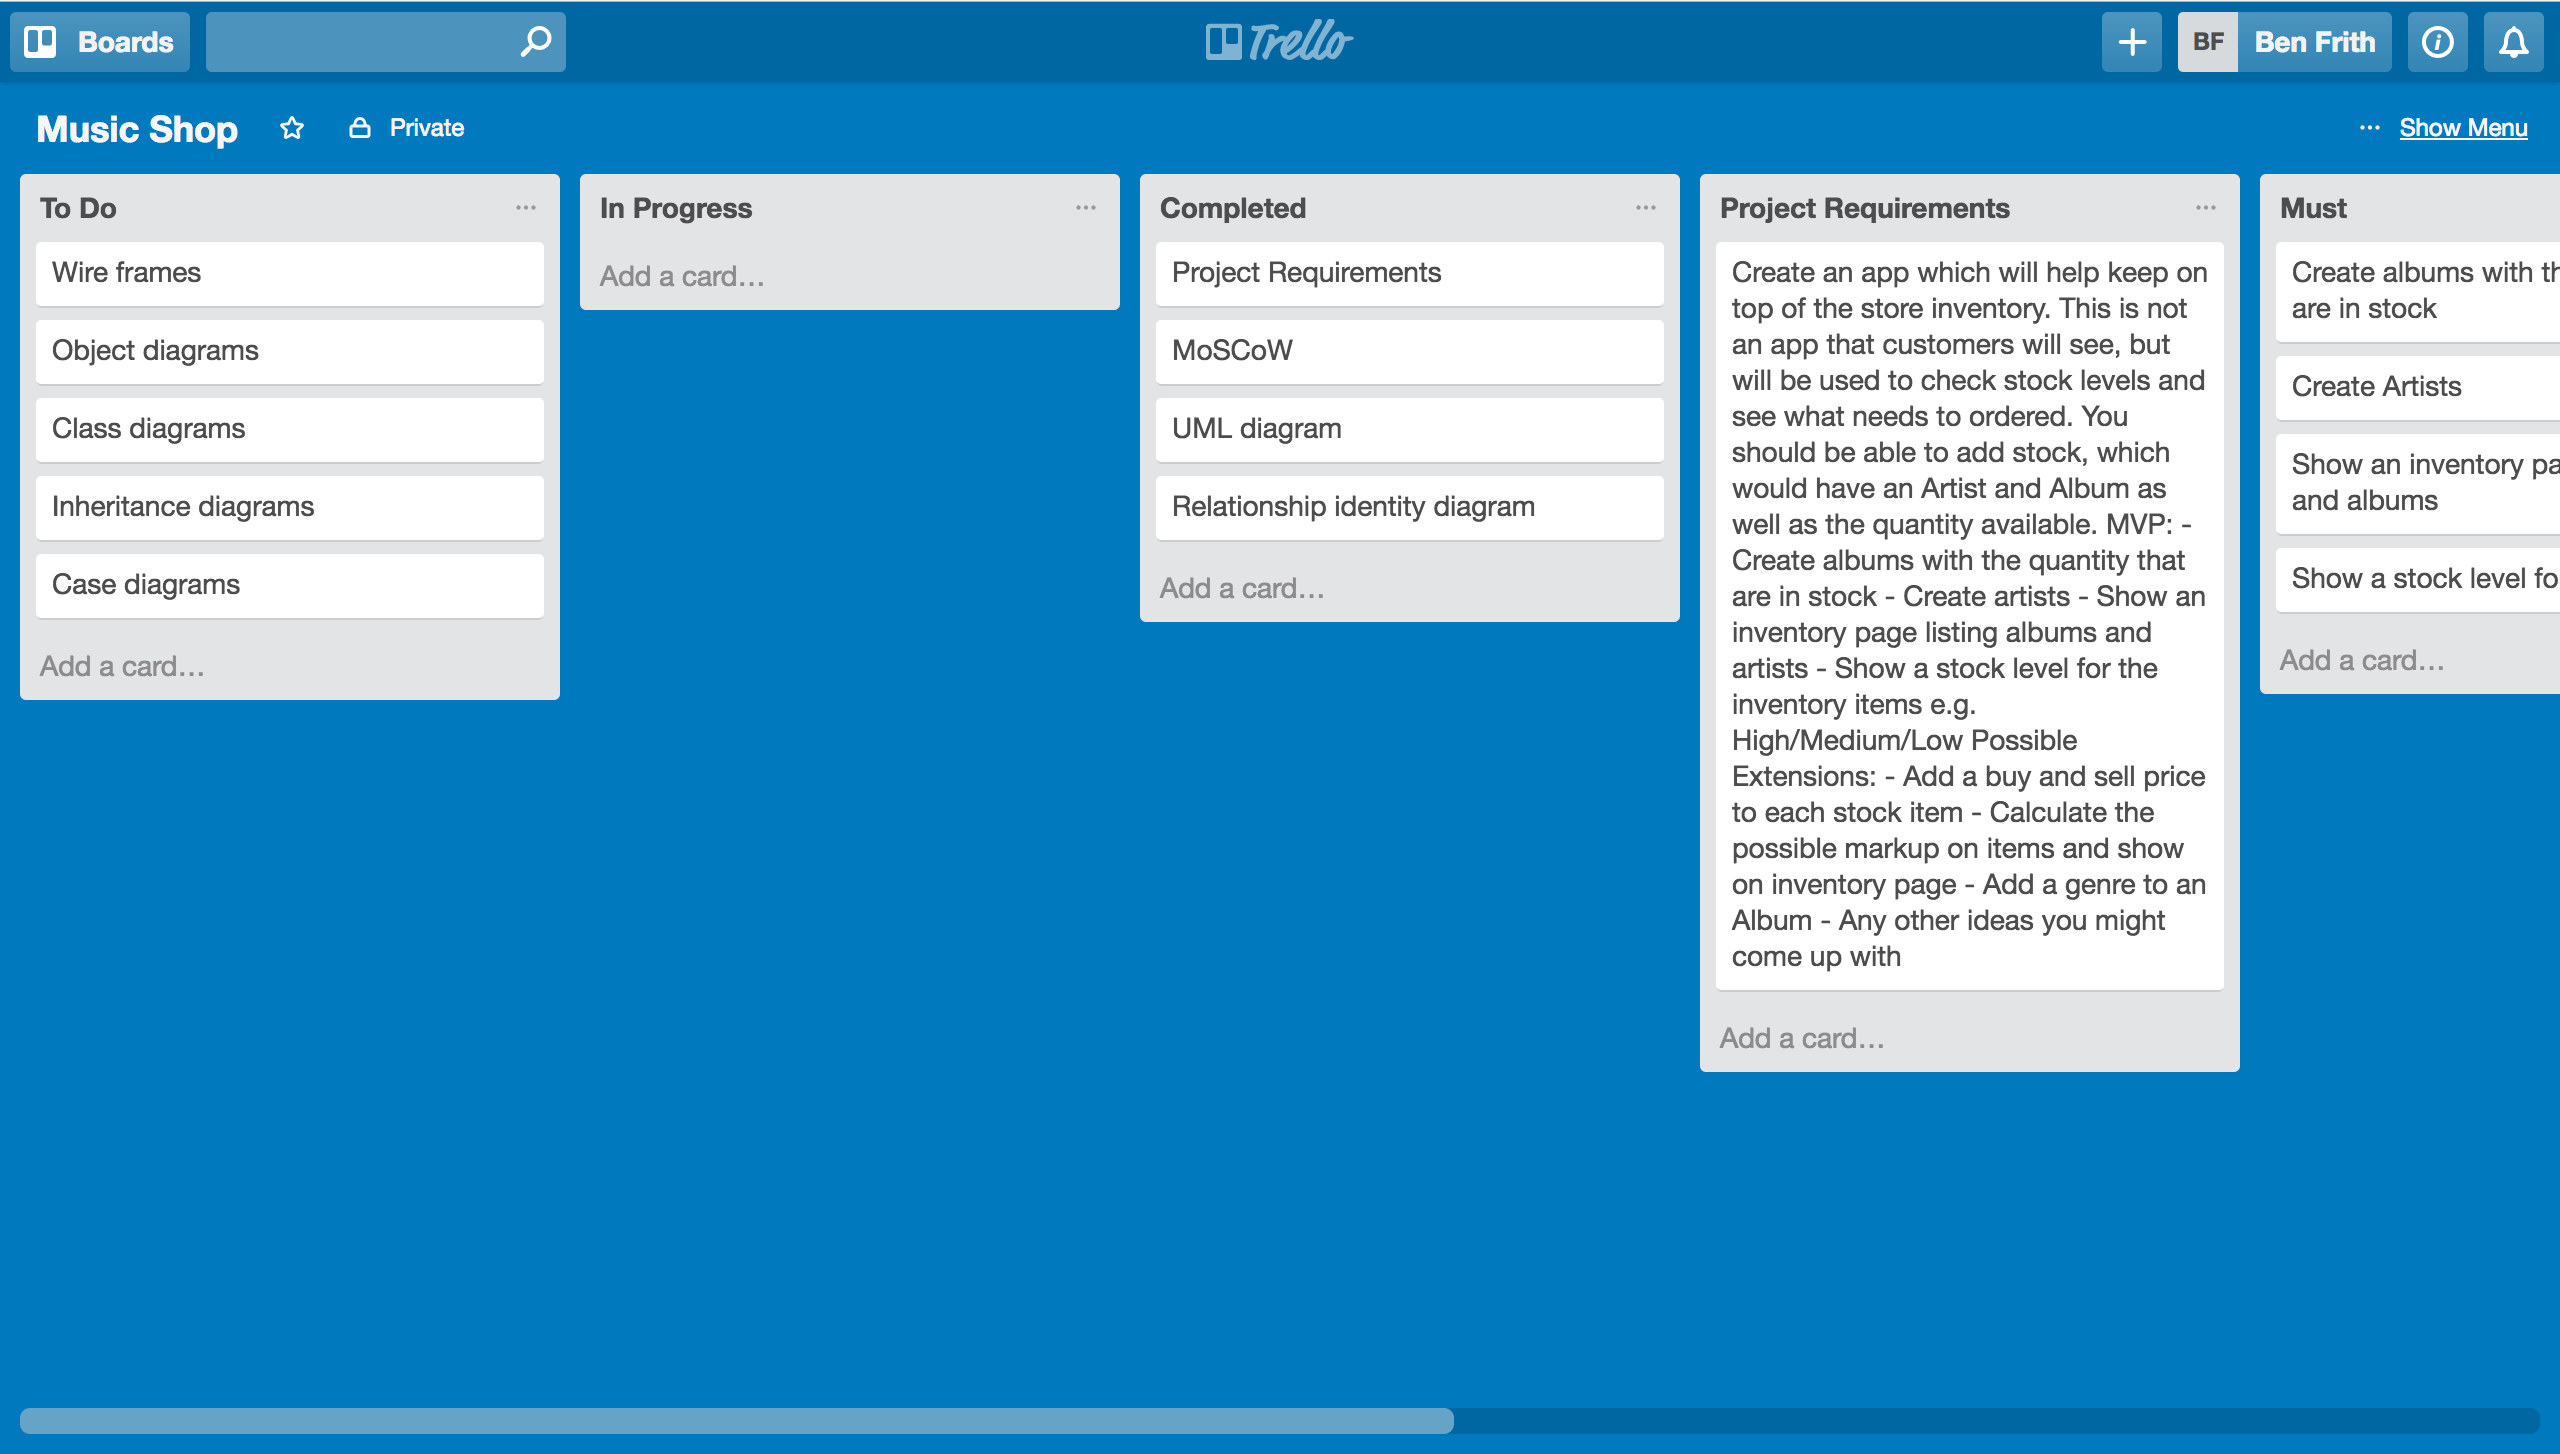 Boards
Trello
BF
Ben Frith
Music Shop
Private
... Show Menu
To Do
Wire frames
Object diagrams
Class diagrams
Inheritance diagrams
Case diagrams
Add a card…
In Progress
Add a card…
Completed
Project Requirements
MoSCoW
UML diagram
Relationship identity diagram
Add a card…
Project Requirements
Create an app which will help keep on
top of the store inventory. This is not
an app that customers will see, but
will be used to check stock levels and
see what needs to ordered. You
should be able to add stock, which
would have an Artist and Album as
well as the quantity available. MVP: -
Create albums with the quantity that
are in stock - Create artists - Show an
inventory page listing albums and
artists - Show a stock level for the
inventory items e.g.
High/Medium/Low Possible
Extensions: - Add a buy and sell price
to each stock item - Calculate the
possible markup on items and show
on inventory page - Add a genre to an
Album - Any other ideas you might
come up with
Add a card…
Must
Create albums with
are in stock
Create Artists
Show an inventory
and albums
Show a stock level
Add a card…